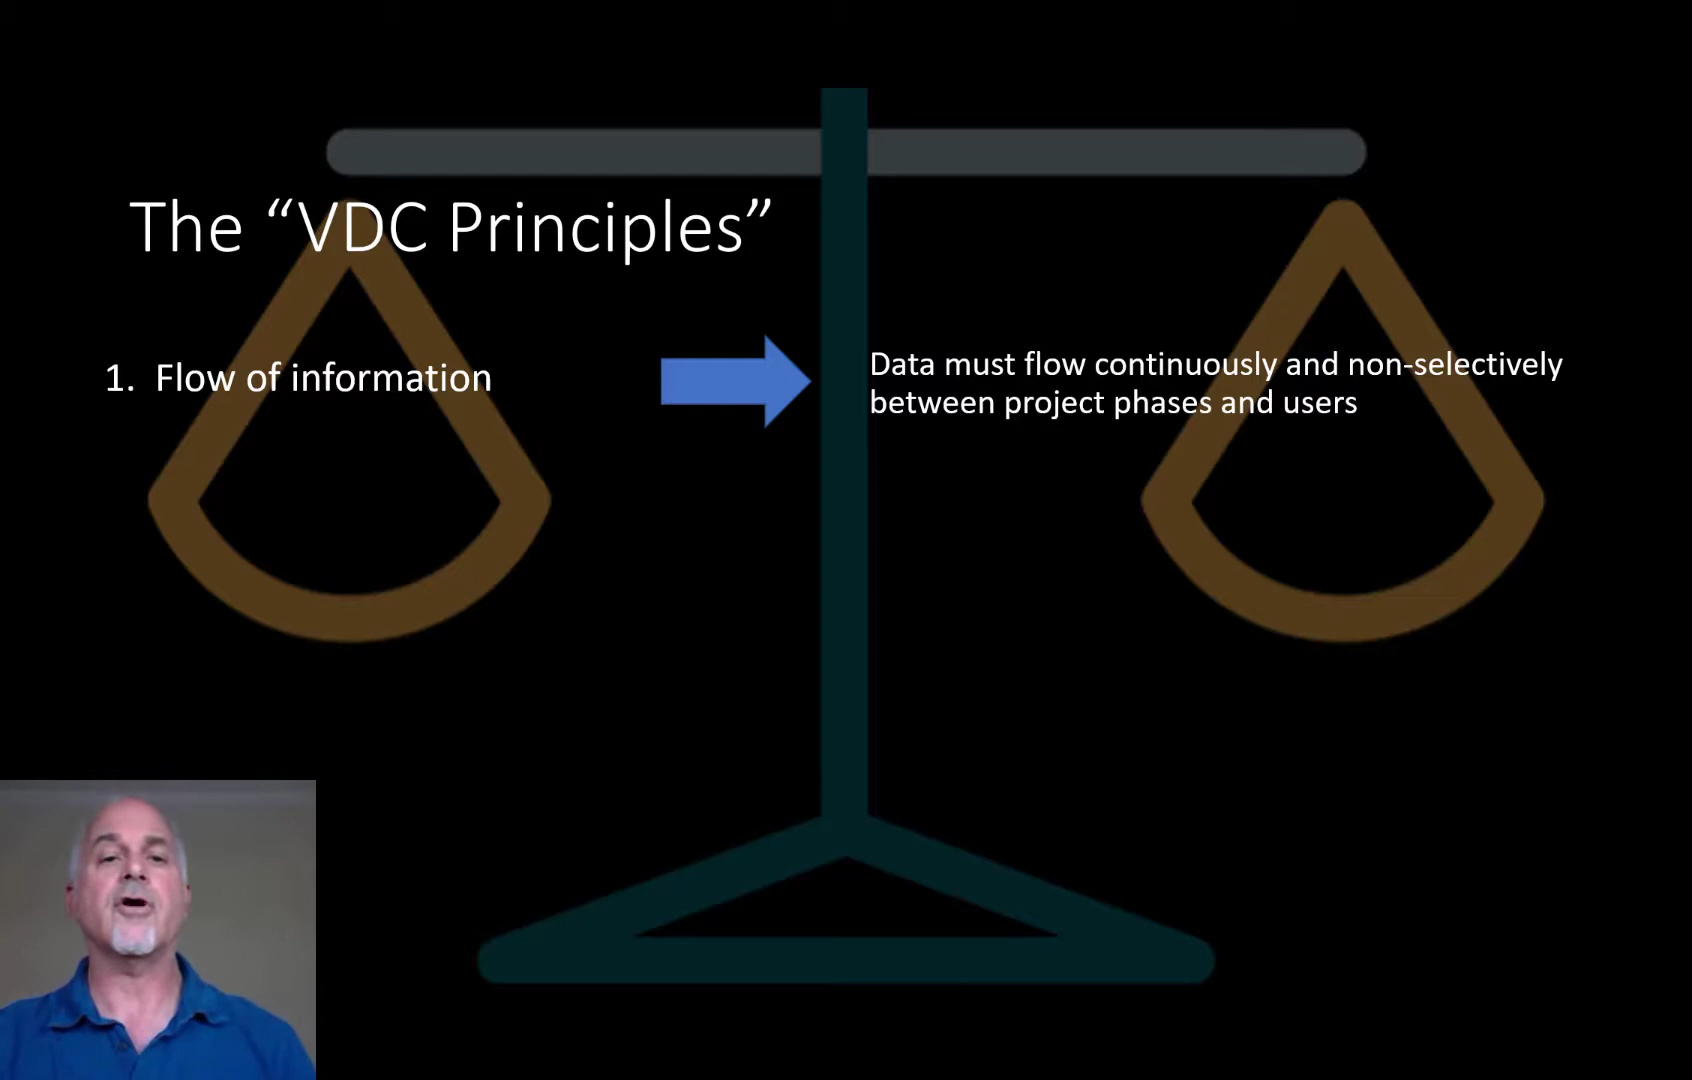 The “VDC Principles”
1. Flow of information
Data must flow continuously and non-selectively
between project phases and users